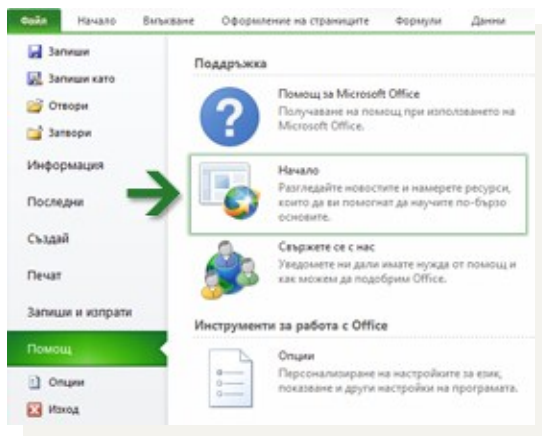 Файл Начало Вмъкване Оформление на страниците Формули Данни
Запиши
Запиши като
Отвори
Затвори
Информация
Последни
Създай
Печат
Запиши и изпрати
Помощ
Опции
Изход
Поддръжка
Помощ за Microsoft Office
Получаване на помощ при използването на
Microsoft Office.
Начало
Разгледайте новостите и намерете ресурси,
които да ви помогнат да научите по-бързо
основите.
Свържете се с нас
Уведомете ни дали имате нужда от помощ и
как можем да подобрим Office.
Инструменти за работа с Office
Опции
Персонализиране на настройките за език,
показване и други настройки на програмата.